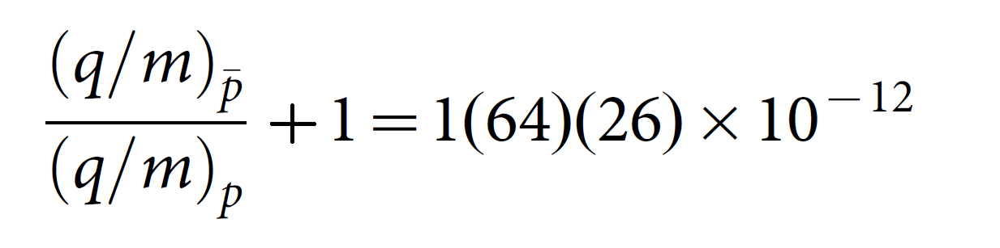 (q/m)_p̄ / (q/m)_p + 1 = 1(64)(26) × 10^−12